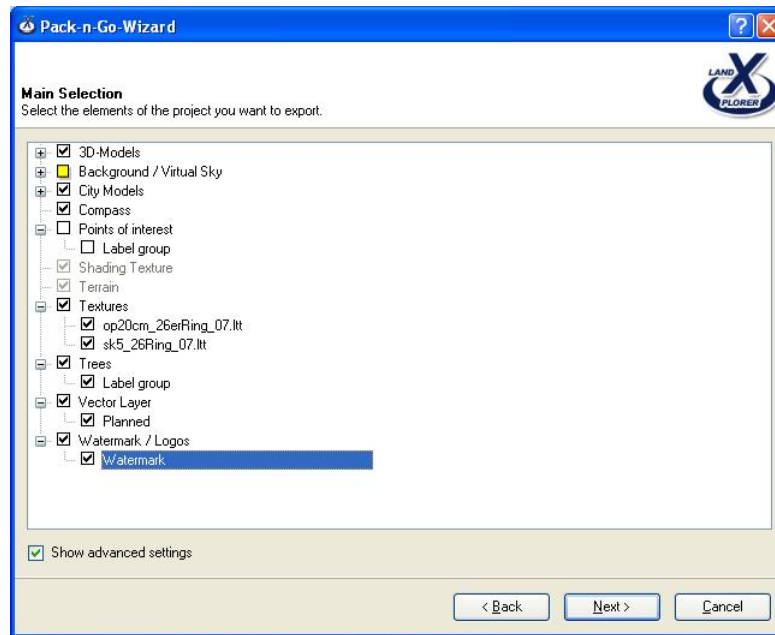 Pack-n-Go-Wizard
LAND X PLORER
Main Selection
Select the elements of the project you want to export.
3D-Models
Background / Virtual Sky
City Models
Compass
Points of interest
Label group
Shading Texture
Terrain
Textures
op20cm_26erRing_07.ltt
sk5_26Ring_07.ltt
Trees
Label group
Vector Layer
Planned
Watermark / Logos
Watermark
Show advanced settings
< Back
Next >
Cancel